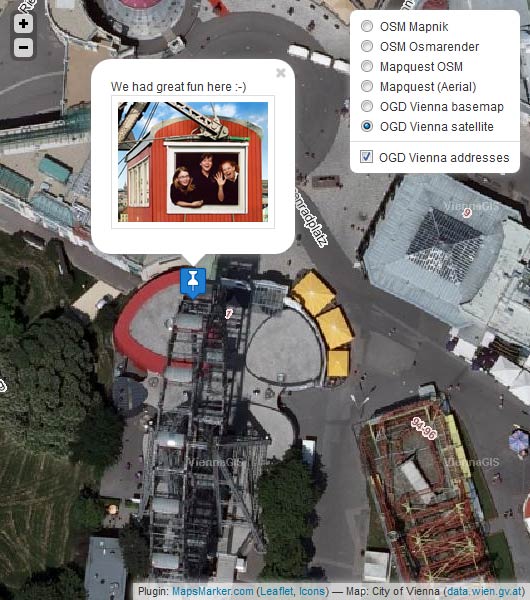 +
−
We had great fun here :-)
OSM Mapnik
OSM Osmarender
Mapquest OSM
Mapquest (Aerial)
OGD Vienna basemap
OGD Vienna satellite
OGD Vienna addresses
ViennaGIS
9
7
94-96
ViennaGIS
ViennaGIS
Plugin: MapsMarker.com (Leaflet, Icons) — Map: City of Vienna (data.wien.gv.at)